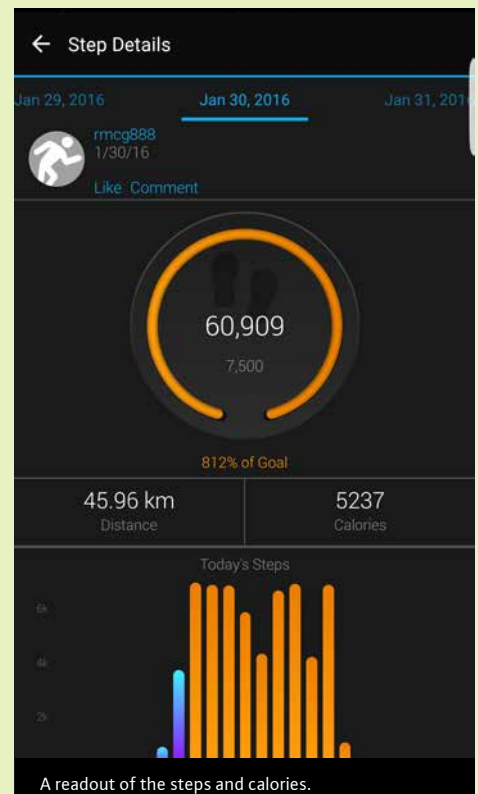 Step Details
Jan 29, 2016 Jan 30, 2016 Jan 31, 201
rmcg888
1/30/16
Like Comment
60,909
7,500
812% of Goal
45.96 km 5237
Distance Calories
Today's Steps
6k
4k
2k
A readout of the steps and calories.